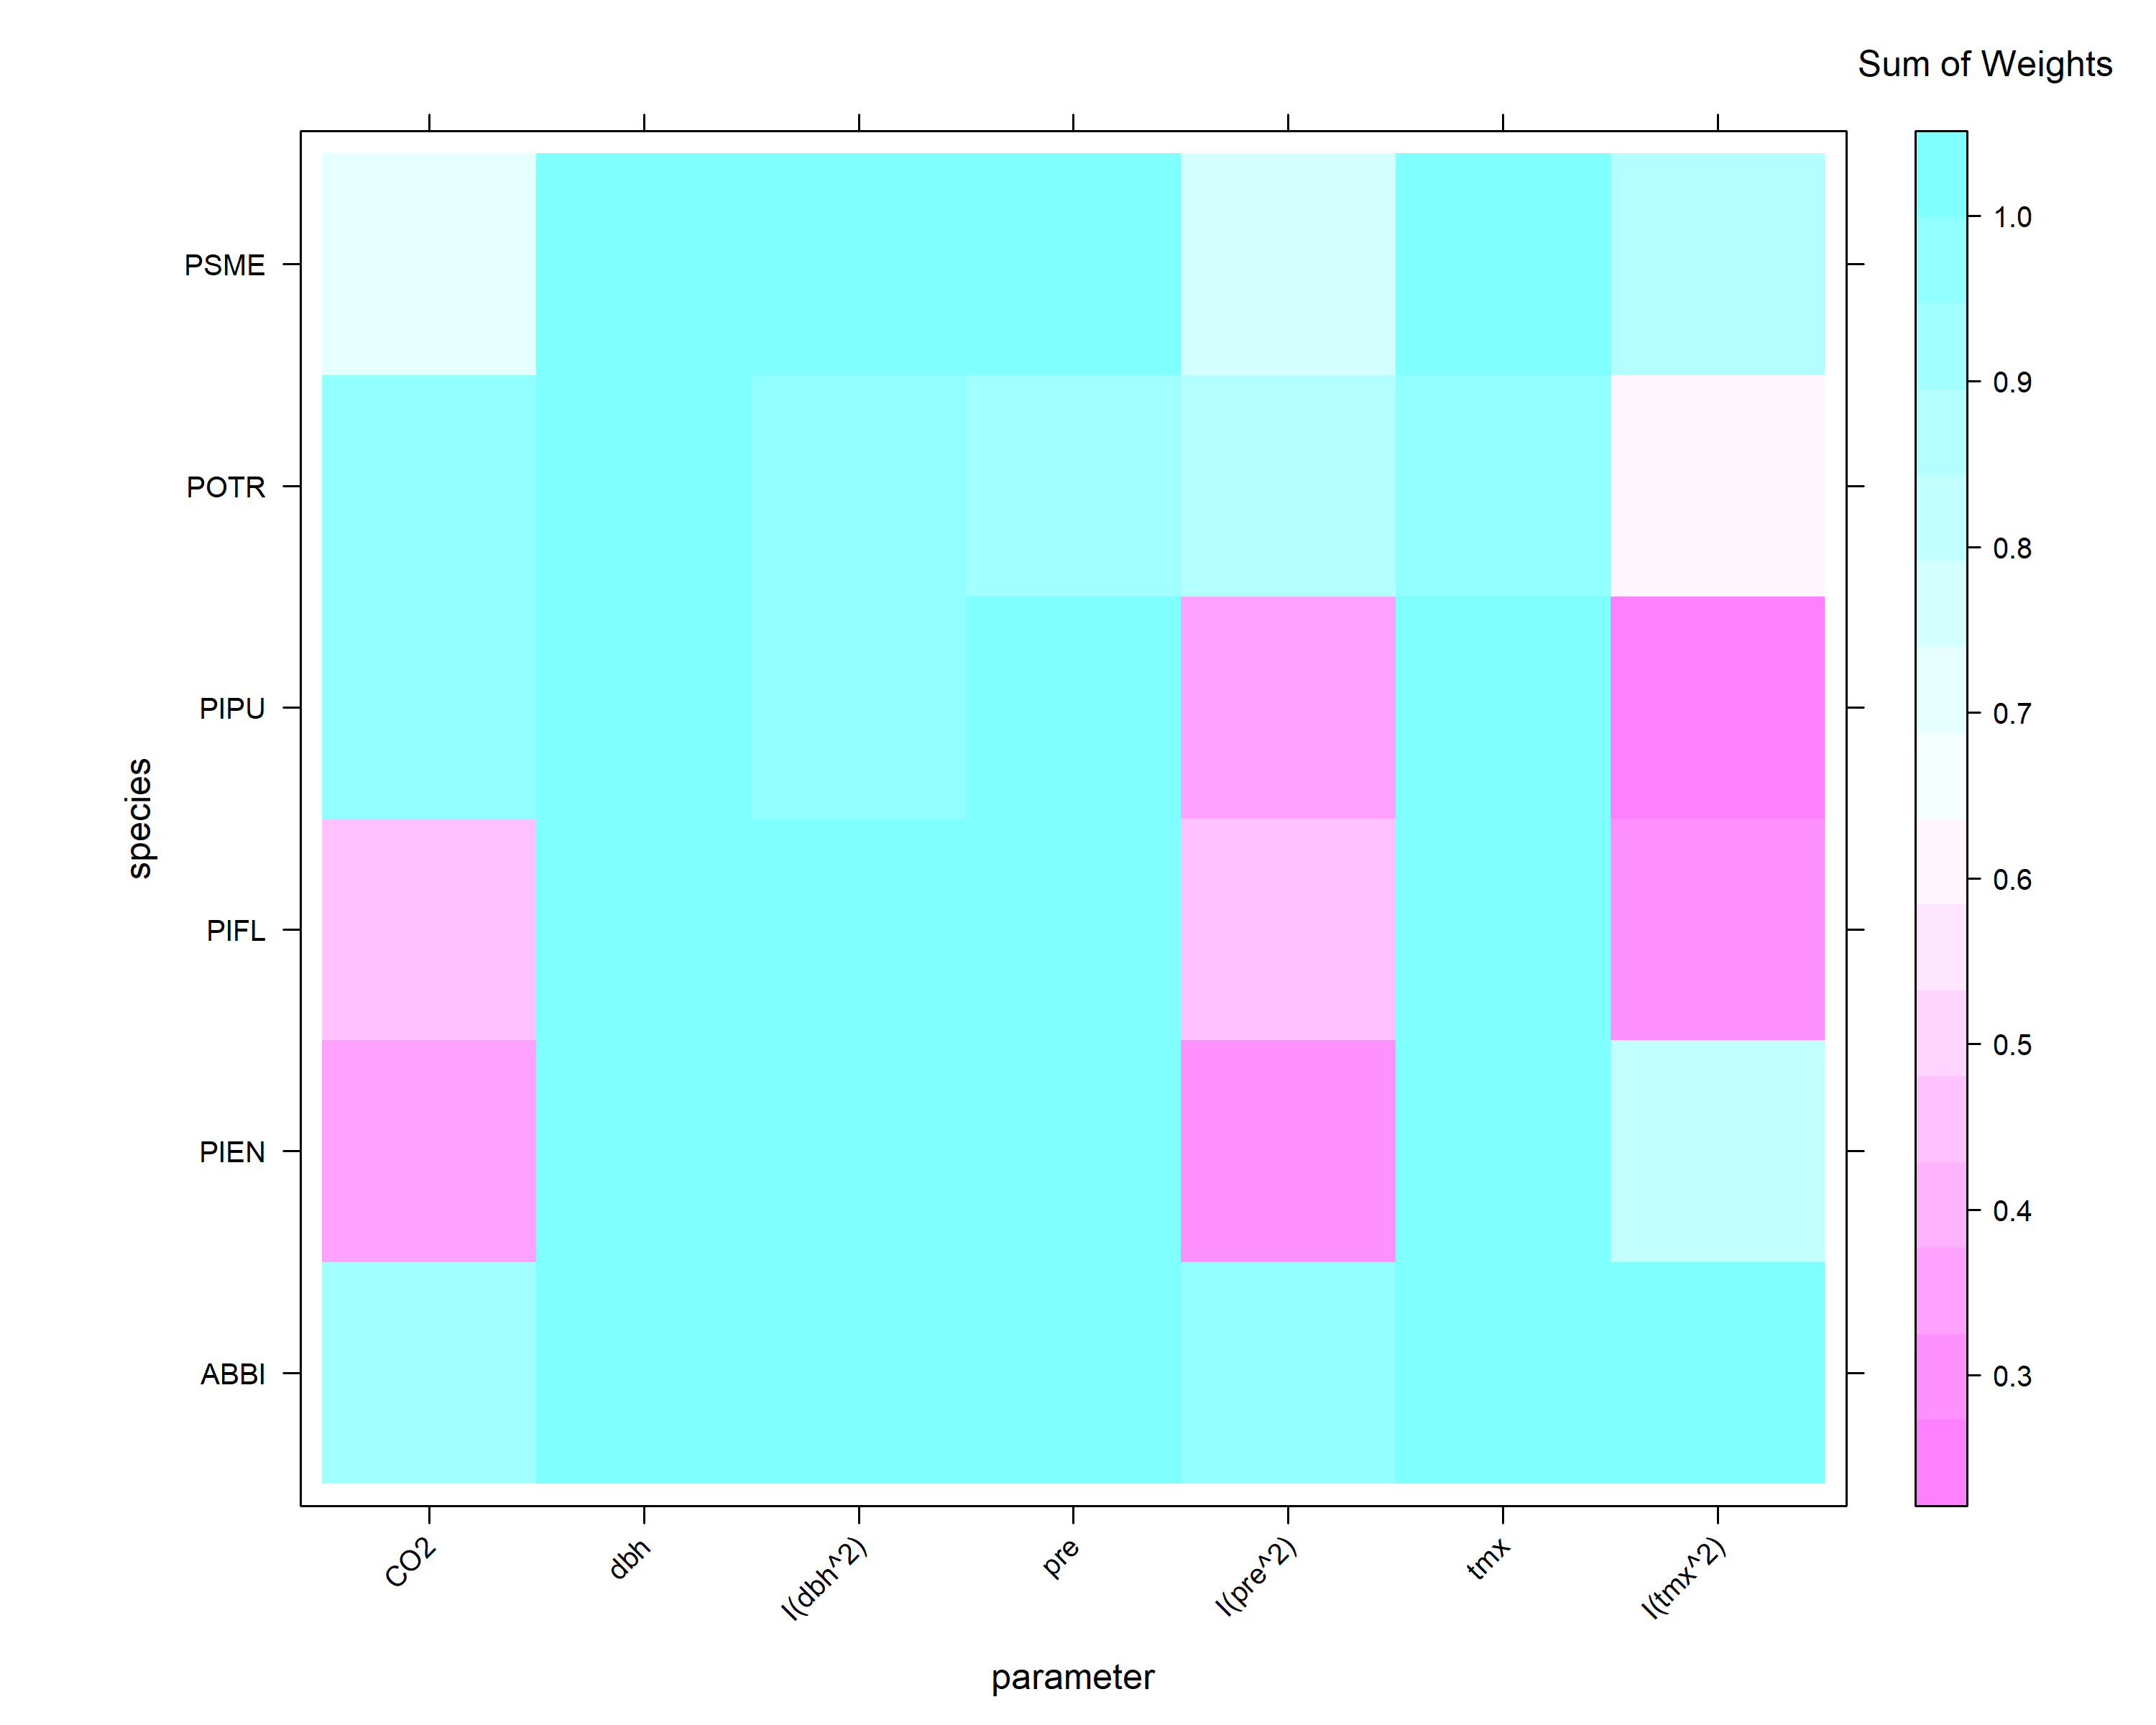 Sum of Weights
PSME
POTR
PIPU
PIFL
PIEN
ABBI
species
1.0
0.9
0.8
0.7
0.6
0.5
0.4
0.3
CO2
dbh
I(dbh^2)
pre
I(pre^2)
tmx
I(tmx^2)
parameter